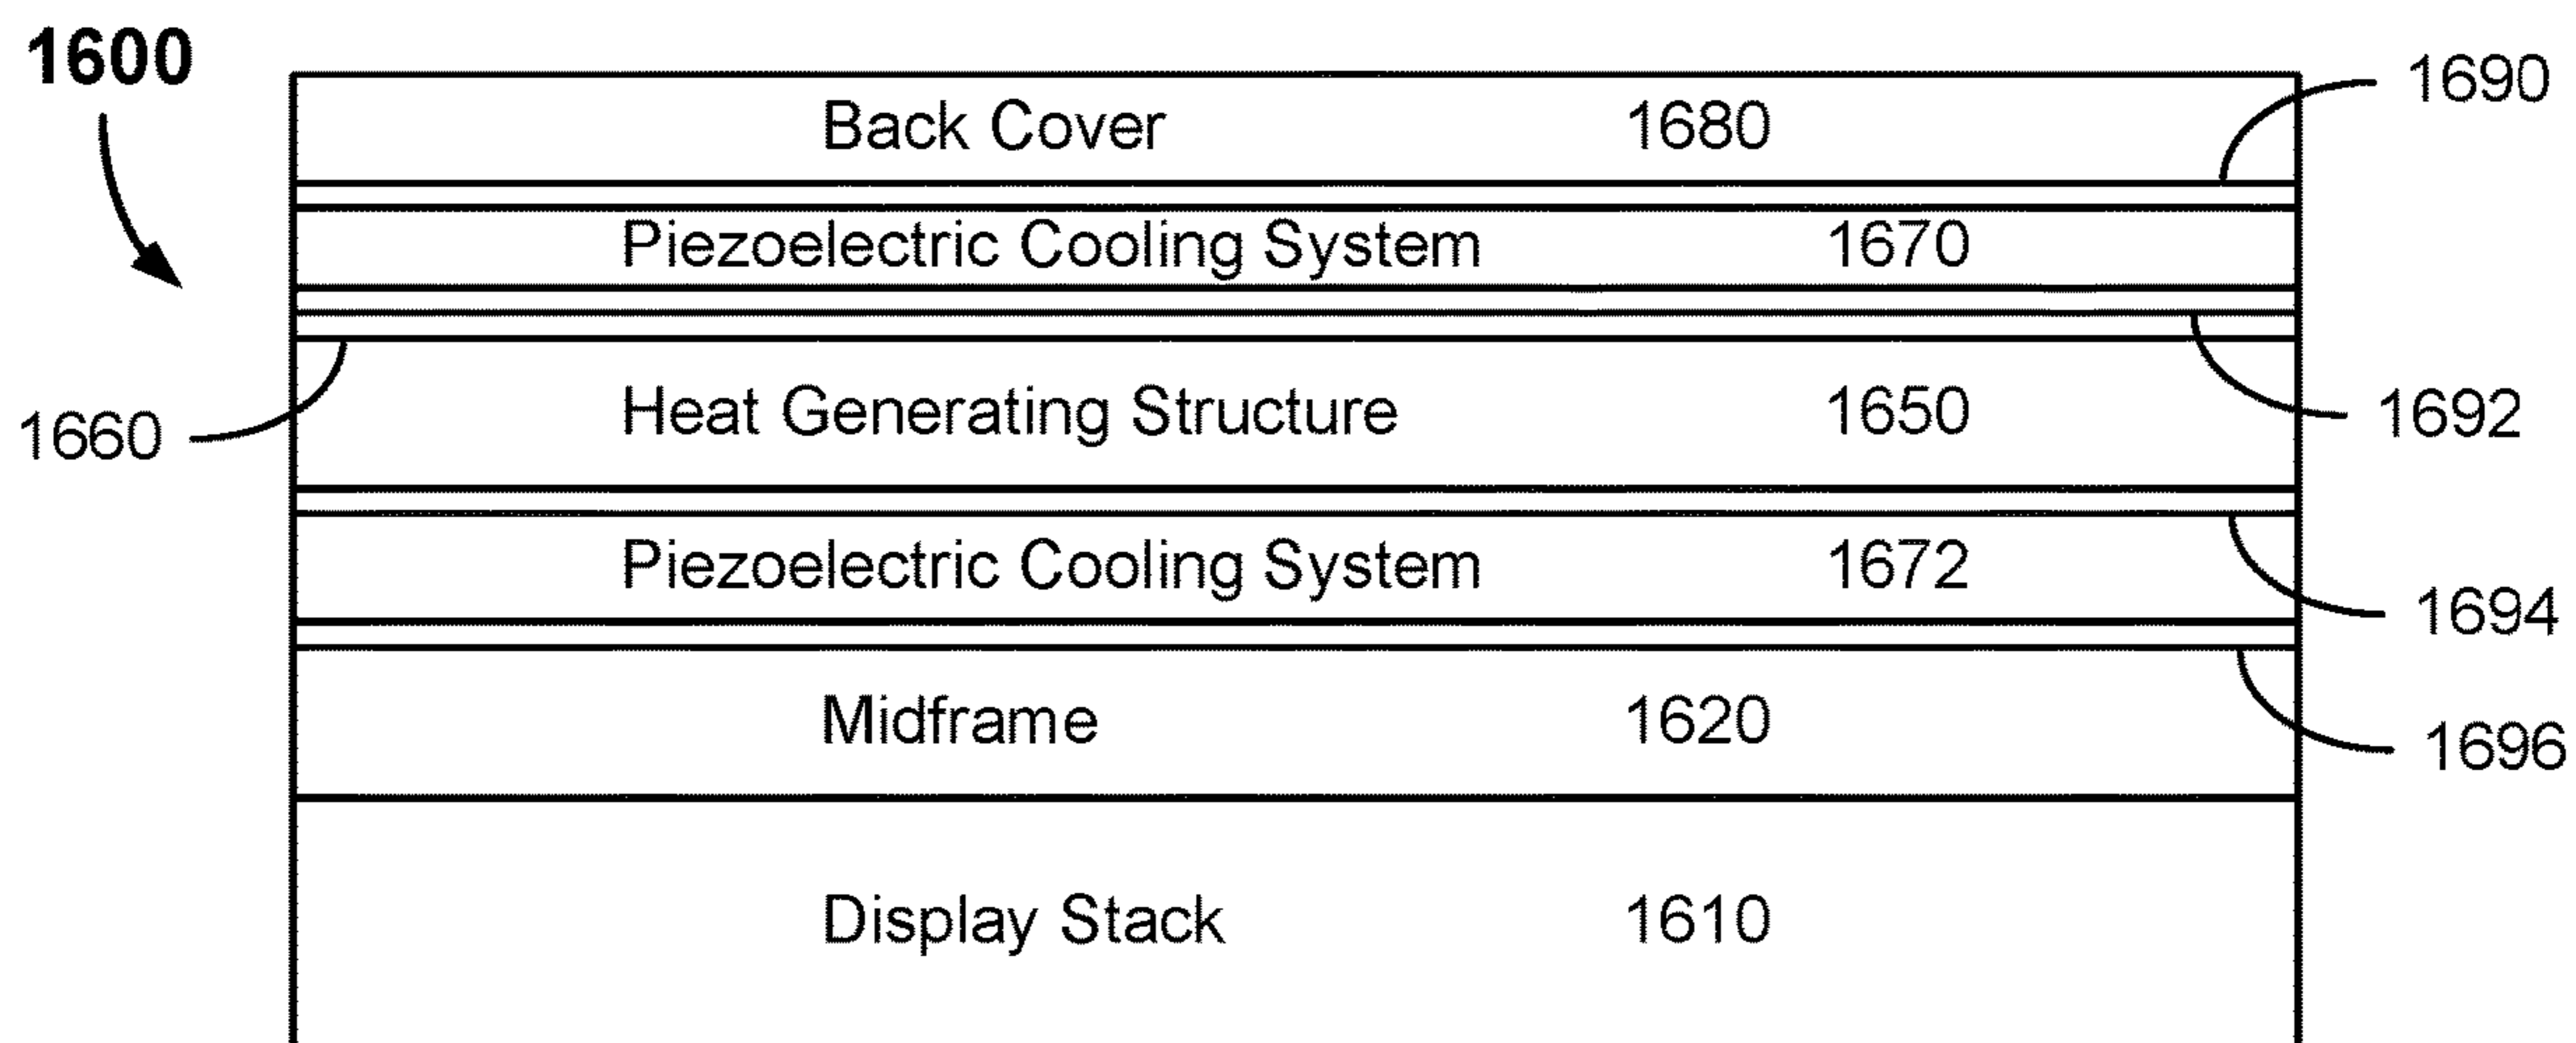 1600
1690
Back Cover 1680
Piezoelectric Cooling System 1670
Heat Generating Structure 1650
1660
1692
Piezoelectric Cooling System 1672
1694
Midframe 1620
1696
Display Stack 1610